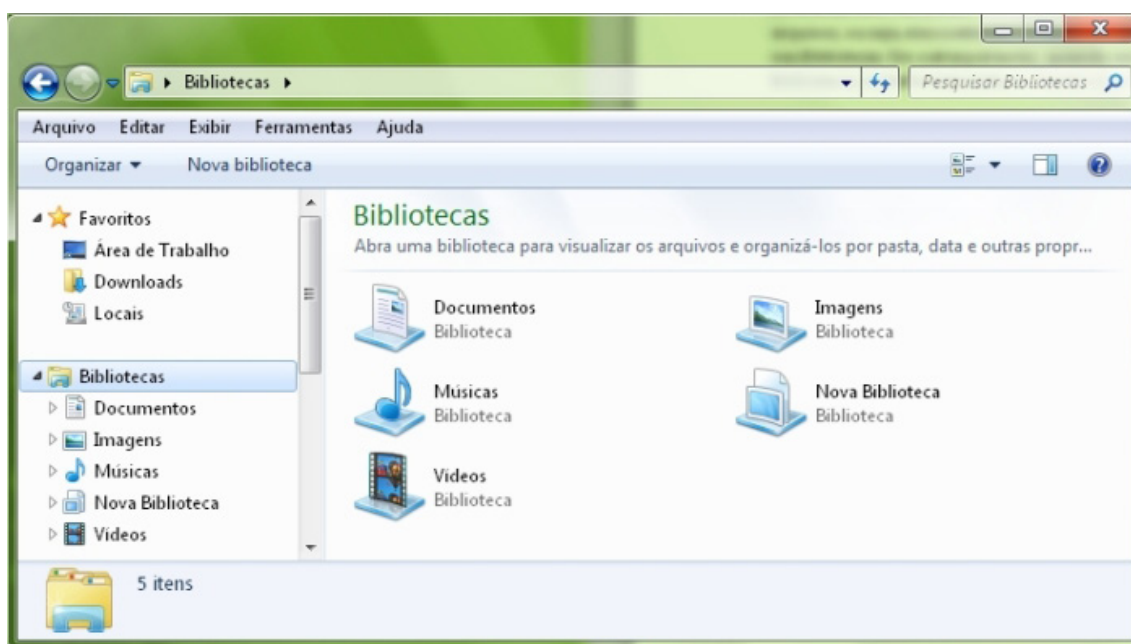 Bibliotecas
Pesquisar Bibliotecas
Arquivo Editar Exibir Ferramentas Ajuda
Organizar Nova biblioteca
Favoritos
Área de Trabalho
Downloads
Locais
Bibliotecas
Documentos
Imagens
Músicas
Nova Biblioteca
Vídeos
Bibliotecas
Abra uma biblioteca para visualizar os arquivos e organizá-los por pasta, data e outras propr...
Documentos
Biblioteca
Imagens
Biblioteca
Músicas
Biblioteca
Nova Biblioteca
Biblioteca
Vídeos
Biblioteca
5 itens